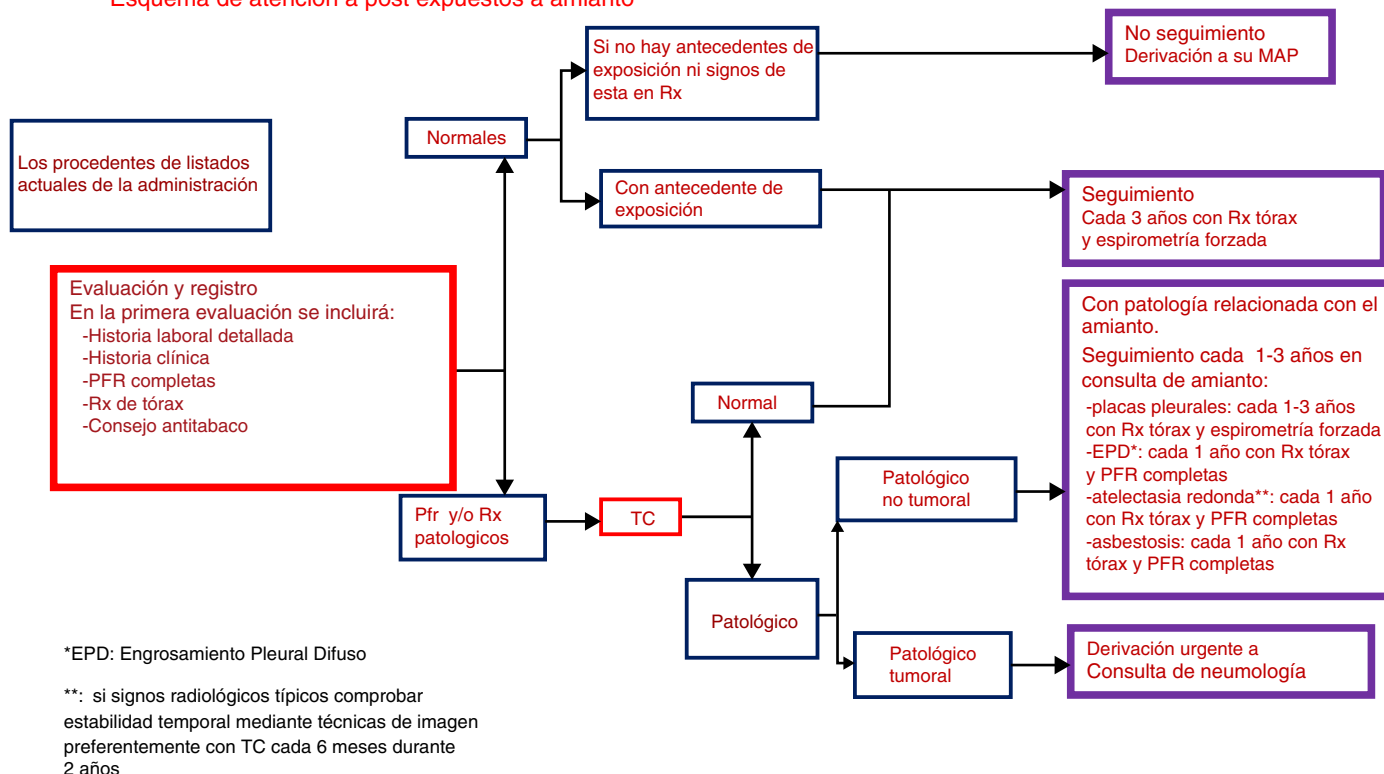 Esquema de atención a post expuestos a amianto
Los procedentes de listados
actuales de la administración
Evaluación y registro
En la primera evaluación se incluirá:
-Historia laboral detallada
-Historia clínica
-PFR completas
-Rx de tórax
-Consejo antitabaco
Normales
Si no hay antecedentes de
exposición ni signos de
esta en Rx
No seguimiento
Derivación a su MAP
Con antecedente de
exposición
Seguimiento
Cada 3 años con Rx tórax
y espirometría forzada
Pfr y/o Rx
patologicos
TC
Normal
Patológico
Patológico
no tumoral
Con patología relacionada con el
amianto.
Seguimiento cada 1-3 años en
consulta de amianto:
-placas pleurales: cada 1-3 años
con Rx tórax y espirometría forzada
-EPD*: cada 1 año con Rx tórax
y PFR completas
-atelectasia redonda**: cada 1 año
con Rx tórax y PFR completas
-asbestosis: cada 1 año con Rx
tórax y PFR completas
Patológico
tumoral
Derivación urgente a
Consulta de neumología
*EPD: Engrosamiento Pleural Difuso
**: si signos radiológicos típicos comprobar
estabilidad temporal mediante técnicas de imagen
preferentemente con TC cada 6 meses durante
2 años